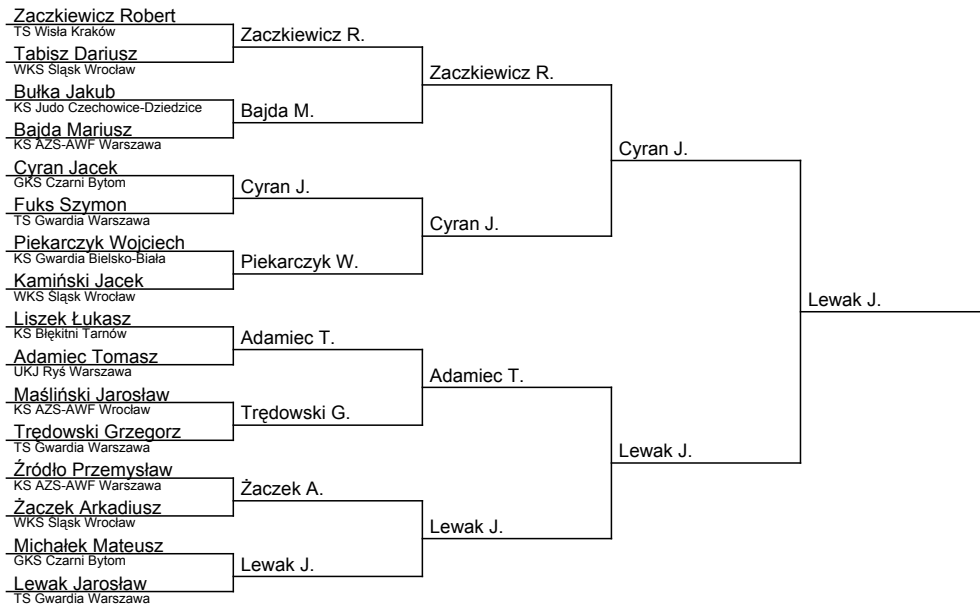 Zaczkiewicz Robert
TS Wisła Kraków
Tabisz Dariusz
WKS Śląsk Wrocław
Bułka Jakub
KS Judo Czechowice-Dziedzice
Bajda Mariusz
KS AZS-AWF Warszawa
Cyran Jacek
GKS Czarni Bytom
Fuks Szymon
TS Gwardia Warszawa
Piekarczyk Wojciech
KS Gwardia Bielsko-Biała
Kamiński Jacek
WKS Śląsk Wrocław
Liszek Łukasz
KS Błękitni Tarnów
Adamiec Tomasz
UKJ Ryś Warszawa
Maśliński Jarosław
KS AZS-AWF Wrocław
Trędowski Grzegorz
TS Gwardia Warszawa
Źródło Przemysław
KS AZS-AWF Warszawa
Żaczek Arkadiusz
WKS Śląsk Wrocław
Michałek Mateusz
GKS Czarni Bytom
Lewak Jarosław
TS Gwardia Warszawa
Zaczkiewicz R.
Bajda M.
Cyran J.
Piekarczyk W.
Adamiec T.
Trędowski G.
Żaczek A.
Lewak J.
Zaczkiewicz R.
Cyran J.
Adamiec T.
Lewak J.
Cyran J.
Lewak J.
Lewak J.